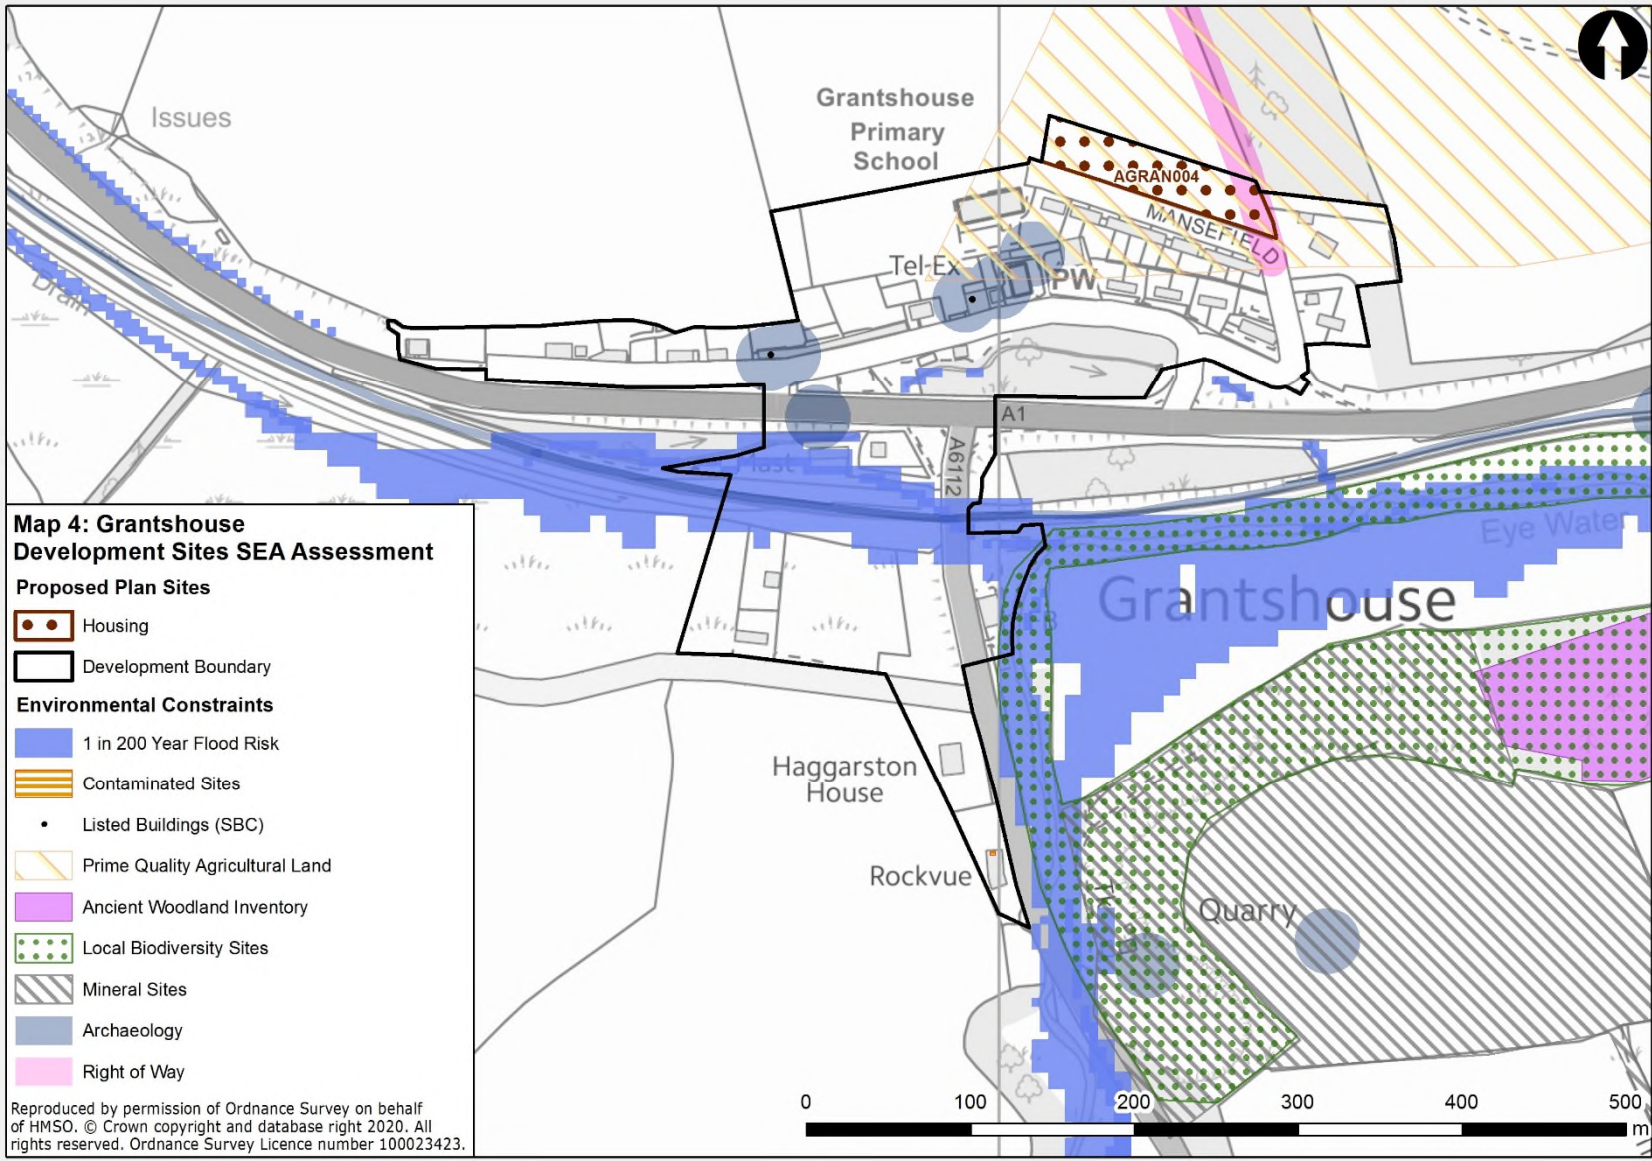 Issues
Grantshouse
Primary
School
AGRAN004
MANSEFIELD
Tel Ex
PW
Drain
A1
A6112
Eye Water
Grantshouse
Haggarston
House
Rockvue
Quarry
Map 4: Grantshouse
Development Sites SEA Assessment
Proposed Plan Sites
Housing
Development Boundary
Environmental Constraints
1 in 200 Year Flood Risk
Contaminated Sites
Listed Buildings (SBC)
Prime Quality Agricultural Land
Ancient Woodland Inventory
Local Biodiversity Sites
Mineral Sites
Archaeology
Right of Way
Reproduced by permission of Ordnance Survey on behalf
of HMSO. © Crown copyright and database right 2020. All
rights reserved. Ordnance Survey Licence number 100023423.
0 100 200 300 400 500
m